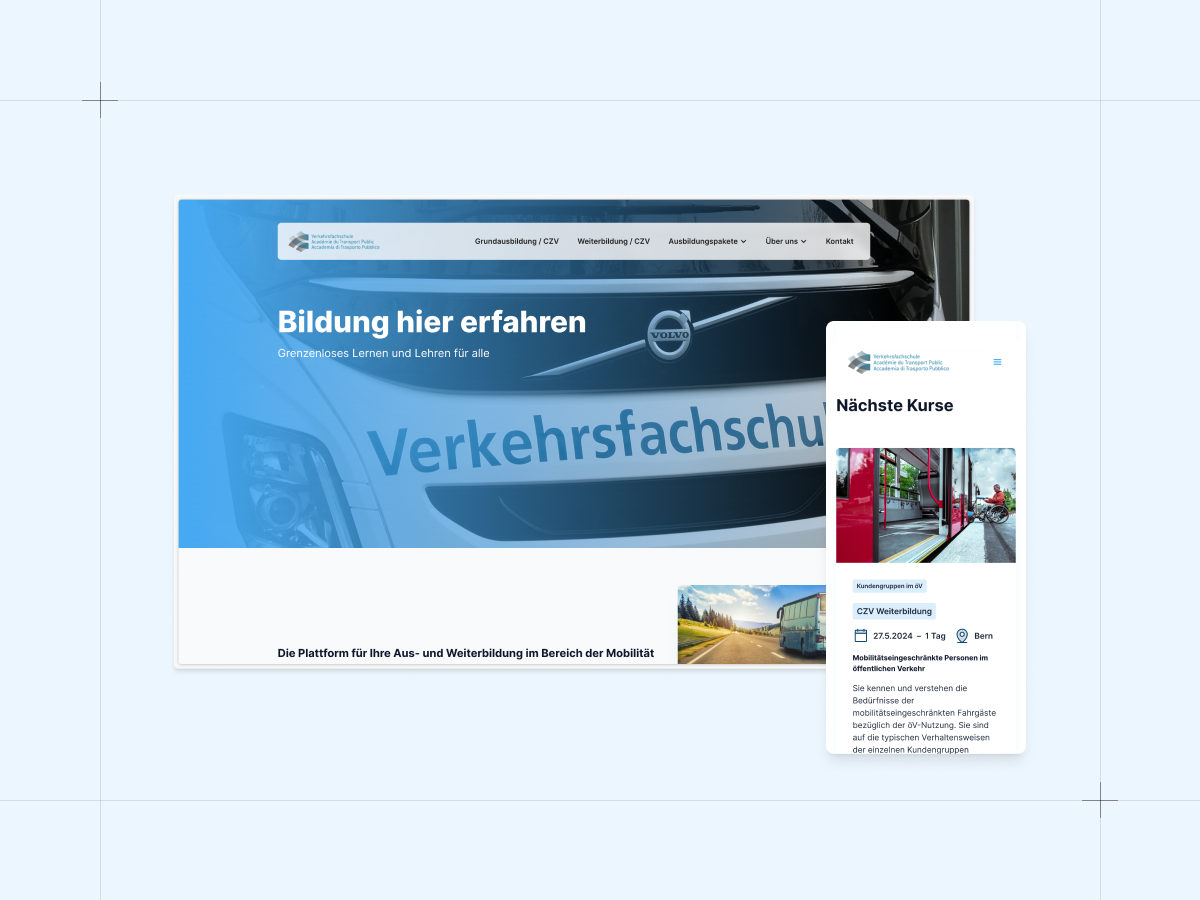 Verkehrsfachschule
Académie du Transport Public
Accademia di Trasporto Pubblico
Grundausbildung / CZV
Weiterbildung / CZV
Ausbildungspakete
Über uns
Kontakt
Bildung hier erfahren
Grenzenloses Lernen und Lehren für alle
VOLVO
Verkehrsfachschu
Die Plattform für Ihre Aus- und Weiterbildung im Bereich der Mobilität
Verkehrsfachschule
Académie du Transport Public
Accademia di Trasporto Pubblico
Nächste Kurse
Kundengruppen im öV
CZV Weiterbildung
27.5.2024 – 1 Tag Bern
Mobilitätseingeschränkte Personen im
öffentlichen Verkehr
Sie kennen und verstehen die
Bedürfnisse der
mobilitätseingeschränkten Fahrgäste
bezüglich der öV-Nutzung. Sie sind
auf die typischen Verhaltensweisen
der einzelnen Kundengruppen